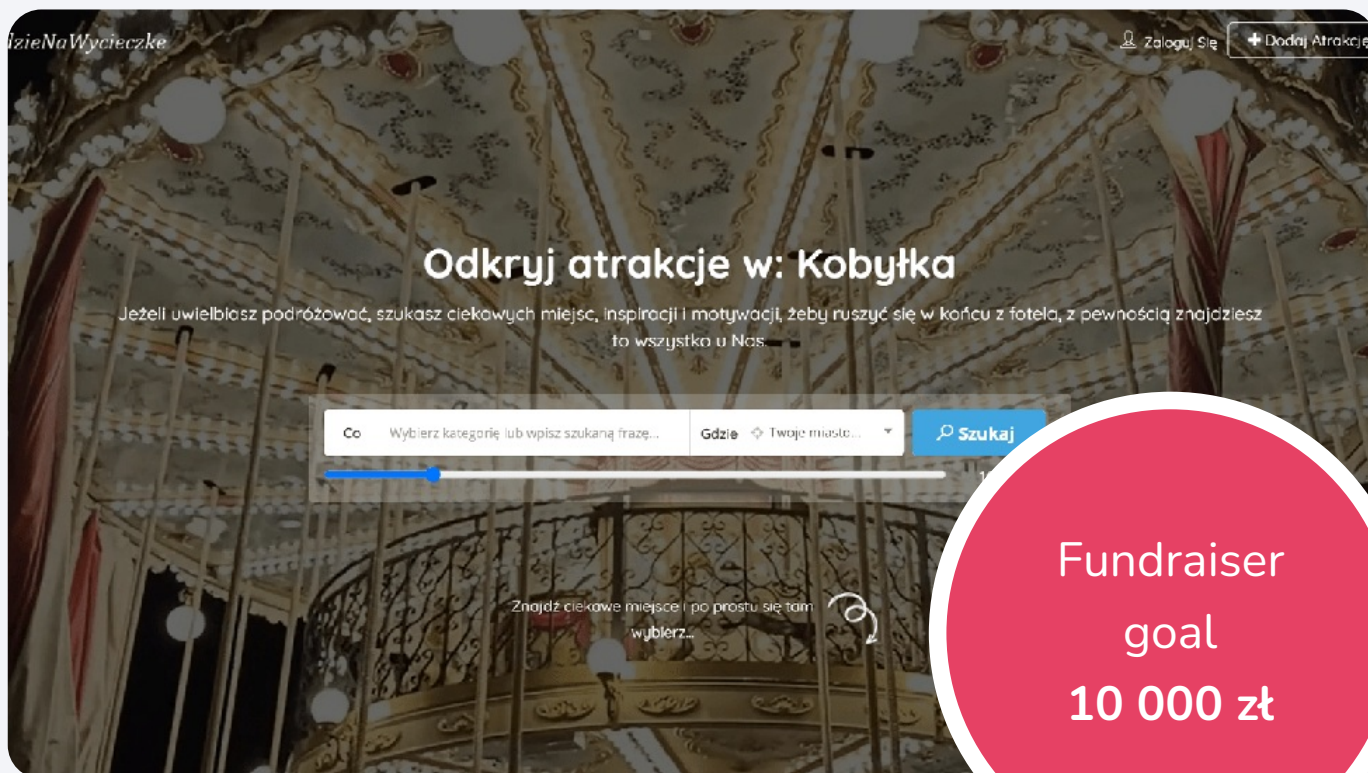 dzieNaWycieczke
Zaloguj Się
+ Dodaj Atrakcję
Odkryj atrakcje w: Kobyłka
Jeżeli uwielbiasz podróżować, szukasz ciekawych miejsc, inspiracji i motywacji, żeby ruszyć się w końcu z fotela, z pewnością znajdziesz
to wszystko u Nas.
Co Wybierz kategorię lub wpisz szukaną frazę... Gdzie Twoje miasto... Szukaj
Znajdź ciekawe miejsce i po prostu się tam
wybierz...
Fundraiser
goal
10 000 zł